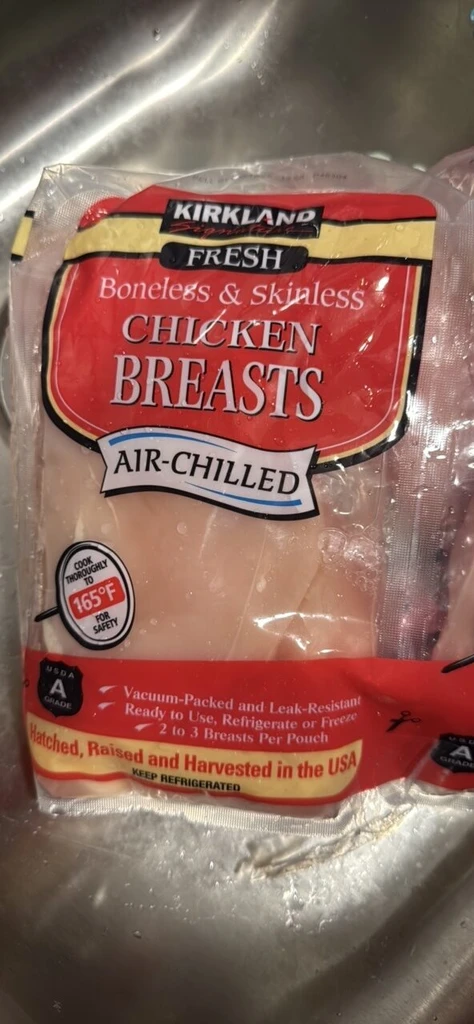 KIRKLAND
Signature
FRESH
Boneless & Skinless
CHICKEN
BREASTS
AIR-CHILLED
COOK
THOROUGHLY
TO
165°F
FOR
SAFETY
USDA
A
GRADE
Vacuum-Packed and Leak-Resistant
Ready to Use, Refrigerate or Freeze
2 to 3 Breasts Per Pouch
Hatched, Raised and Harvested in the USA
KEEP REFRIGERATED
A